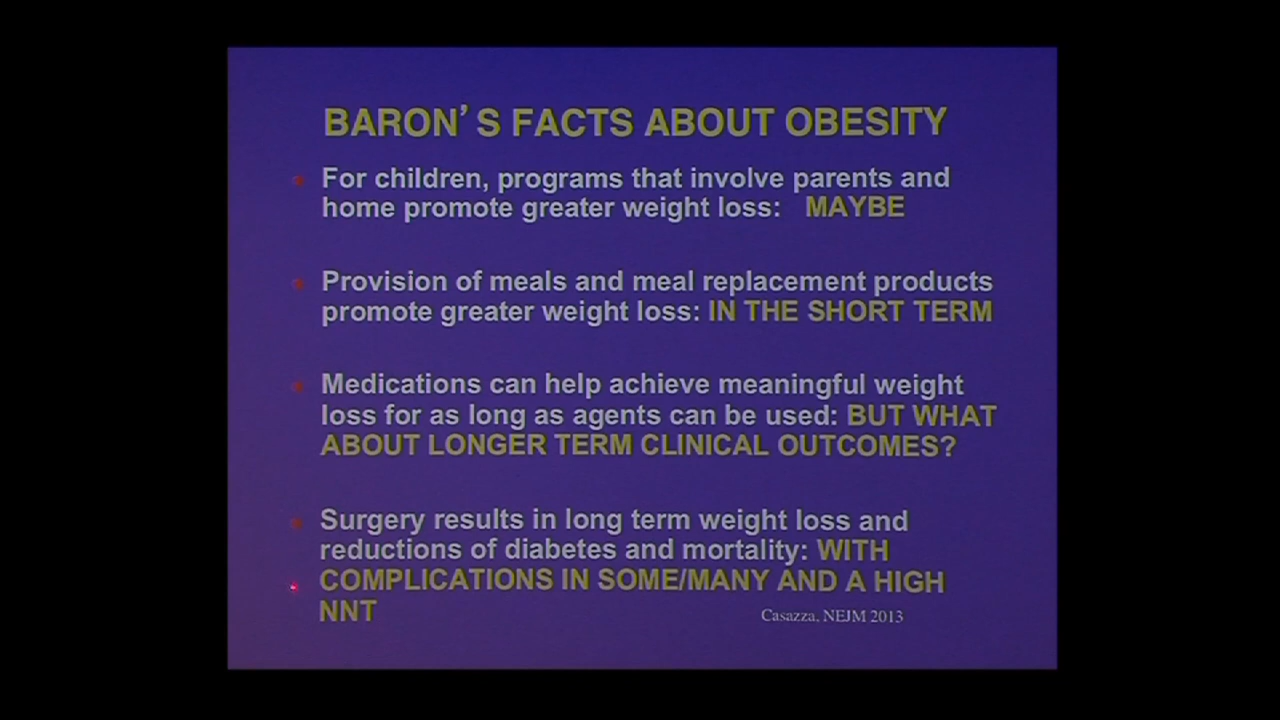 BARON'S FACTS ABOUT OBESITY
For children, programs that involve parents and
home promote greater weight loss: MAYBE
Provision of meals and meal replacement products
promote greater weight loss: IN THE SHORT TERM
Medications can help achieve meaningful weight
loss for as long as agents can be used: BUT WHAT
ABOUT LONGER TERM CLINICAL OUTCOMES?
Surgery results in long term weight loss and
reductions of diabetes and mortality: WITH
COMPLICATIONS IN SOME/MANY AND A HIGH
NNT
Casazza, NEJM 2013